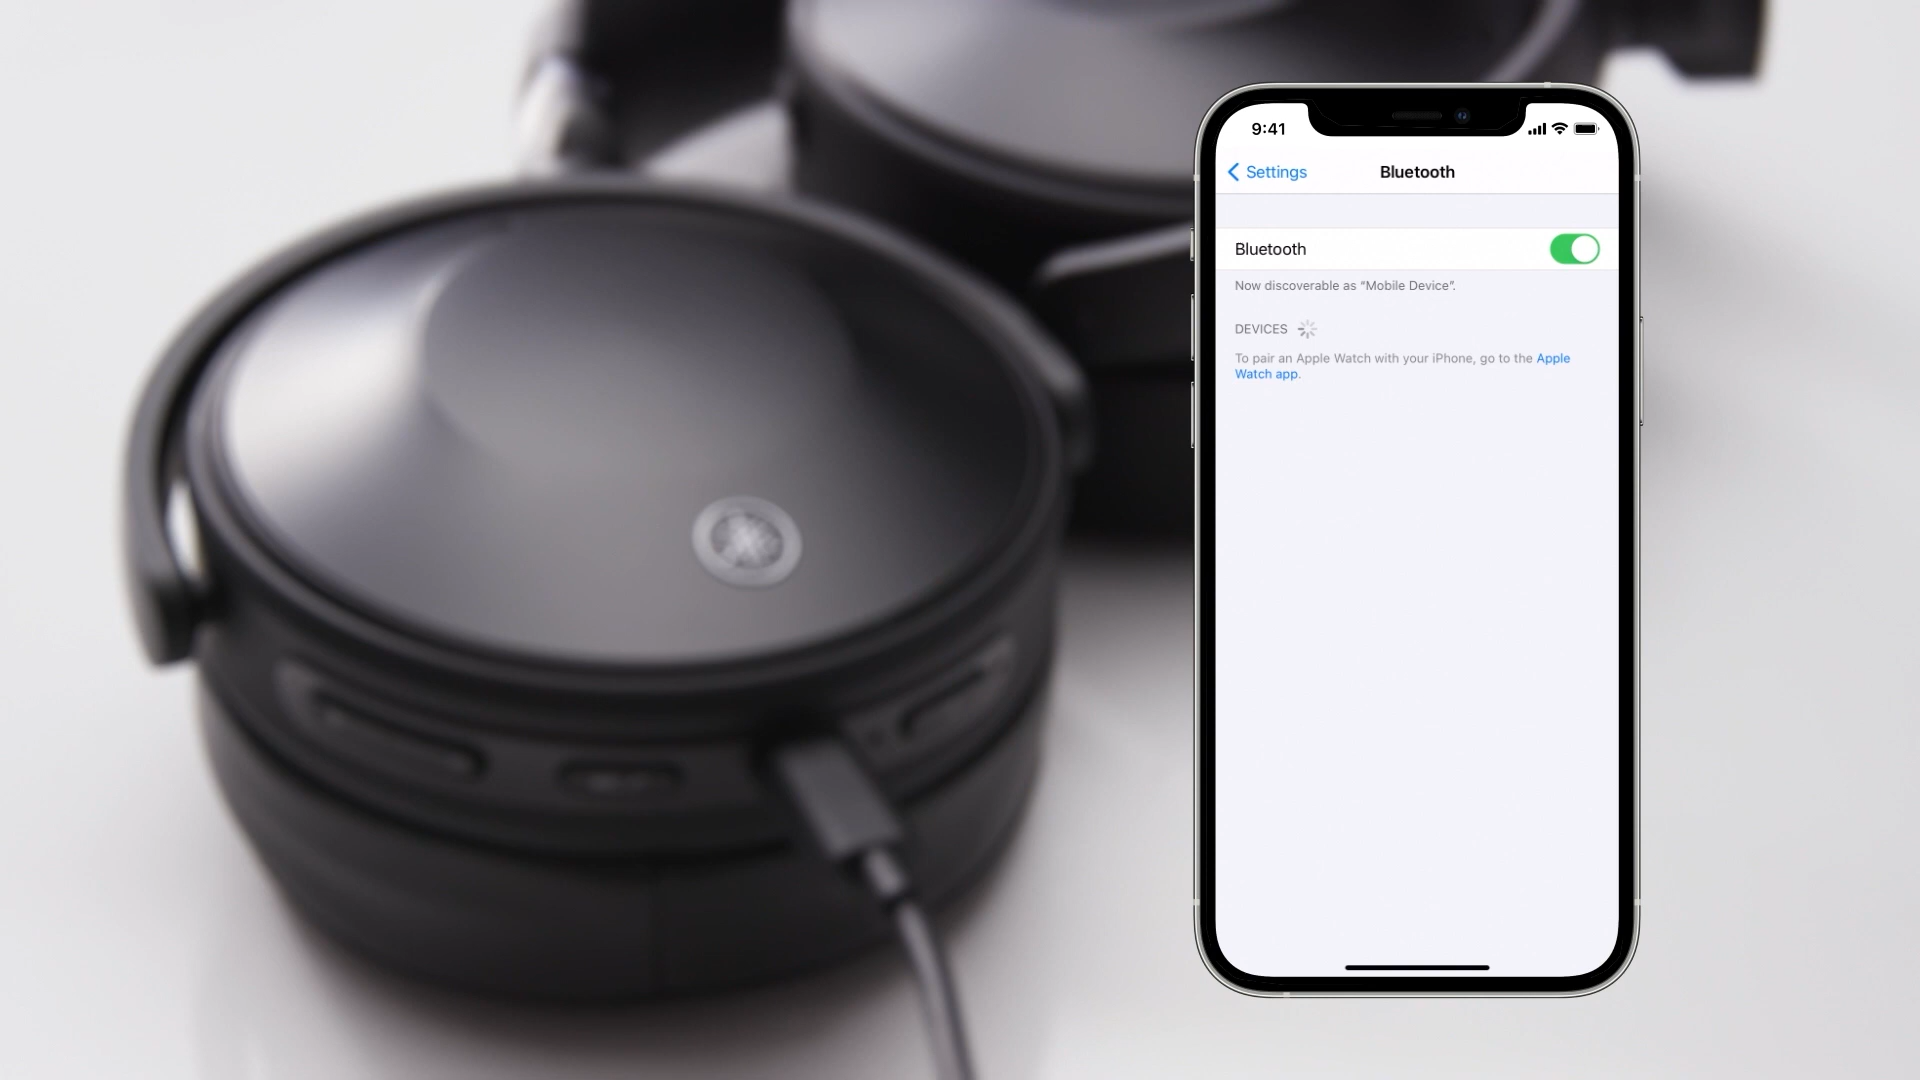 9:41
Settings
Bluetooth
Bluetooth
Now discoverable as “Mobile Device”.
DEVICES
To pair an Apple Watch with your iPhone, go to the Apple
Watch app.